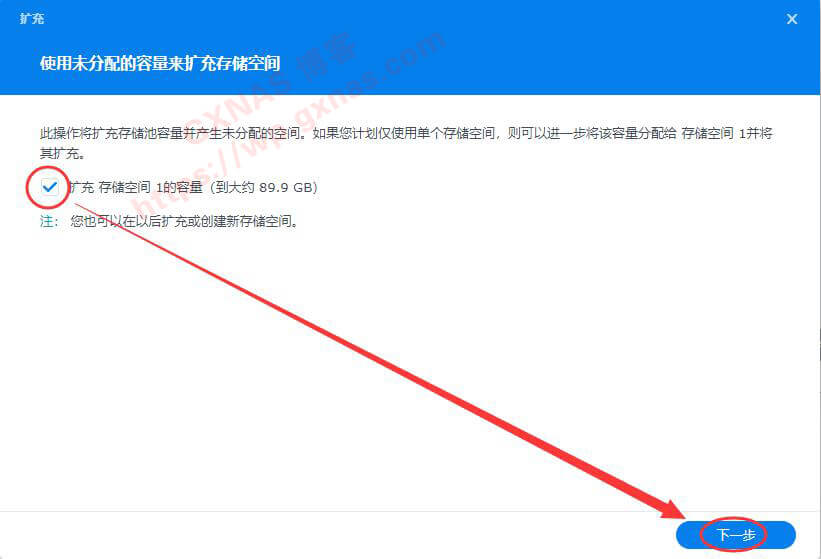 扩充
使用未分配的容量来扩充存储空间
GXNAS 博客
https://wp.gxnas.com
此操作将扩充存储池容量并产生未分配的空间。如果您计划仅使用单个存储空间，则可以进一步将该容量分配给 存储空间 1并将
其扩充。
扩充 存储空间 1的容量（到大约 89.9 GB）
注： 您也可以在以后扩充或创建新存储空间。
下一步